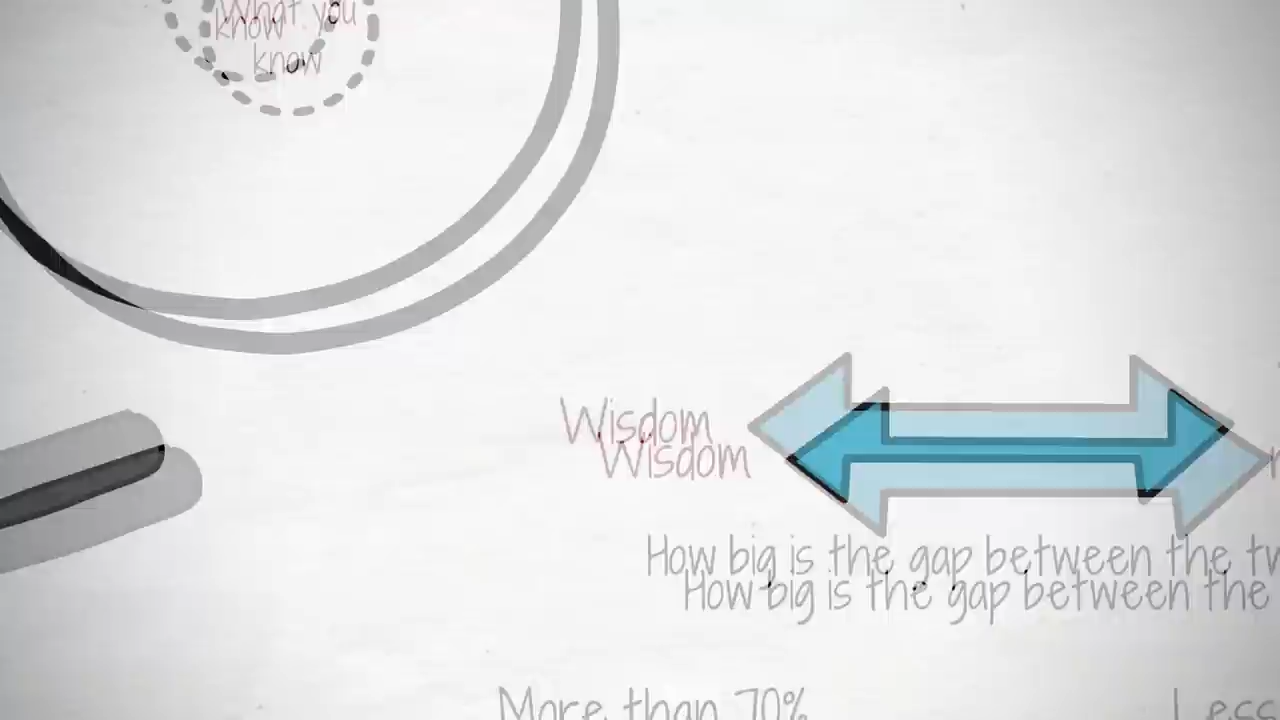 What you
know
know
Wisdom
Wisdom
How big is the gap between the
How big is the gap between the
More than 70%
Less